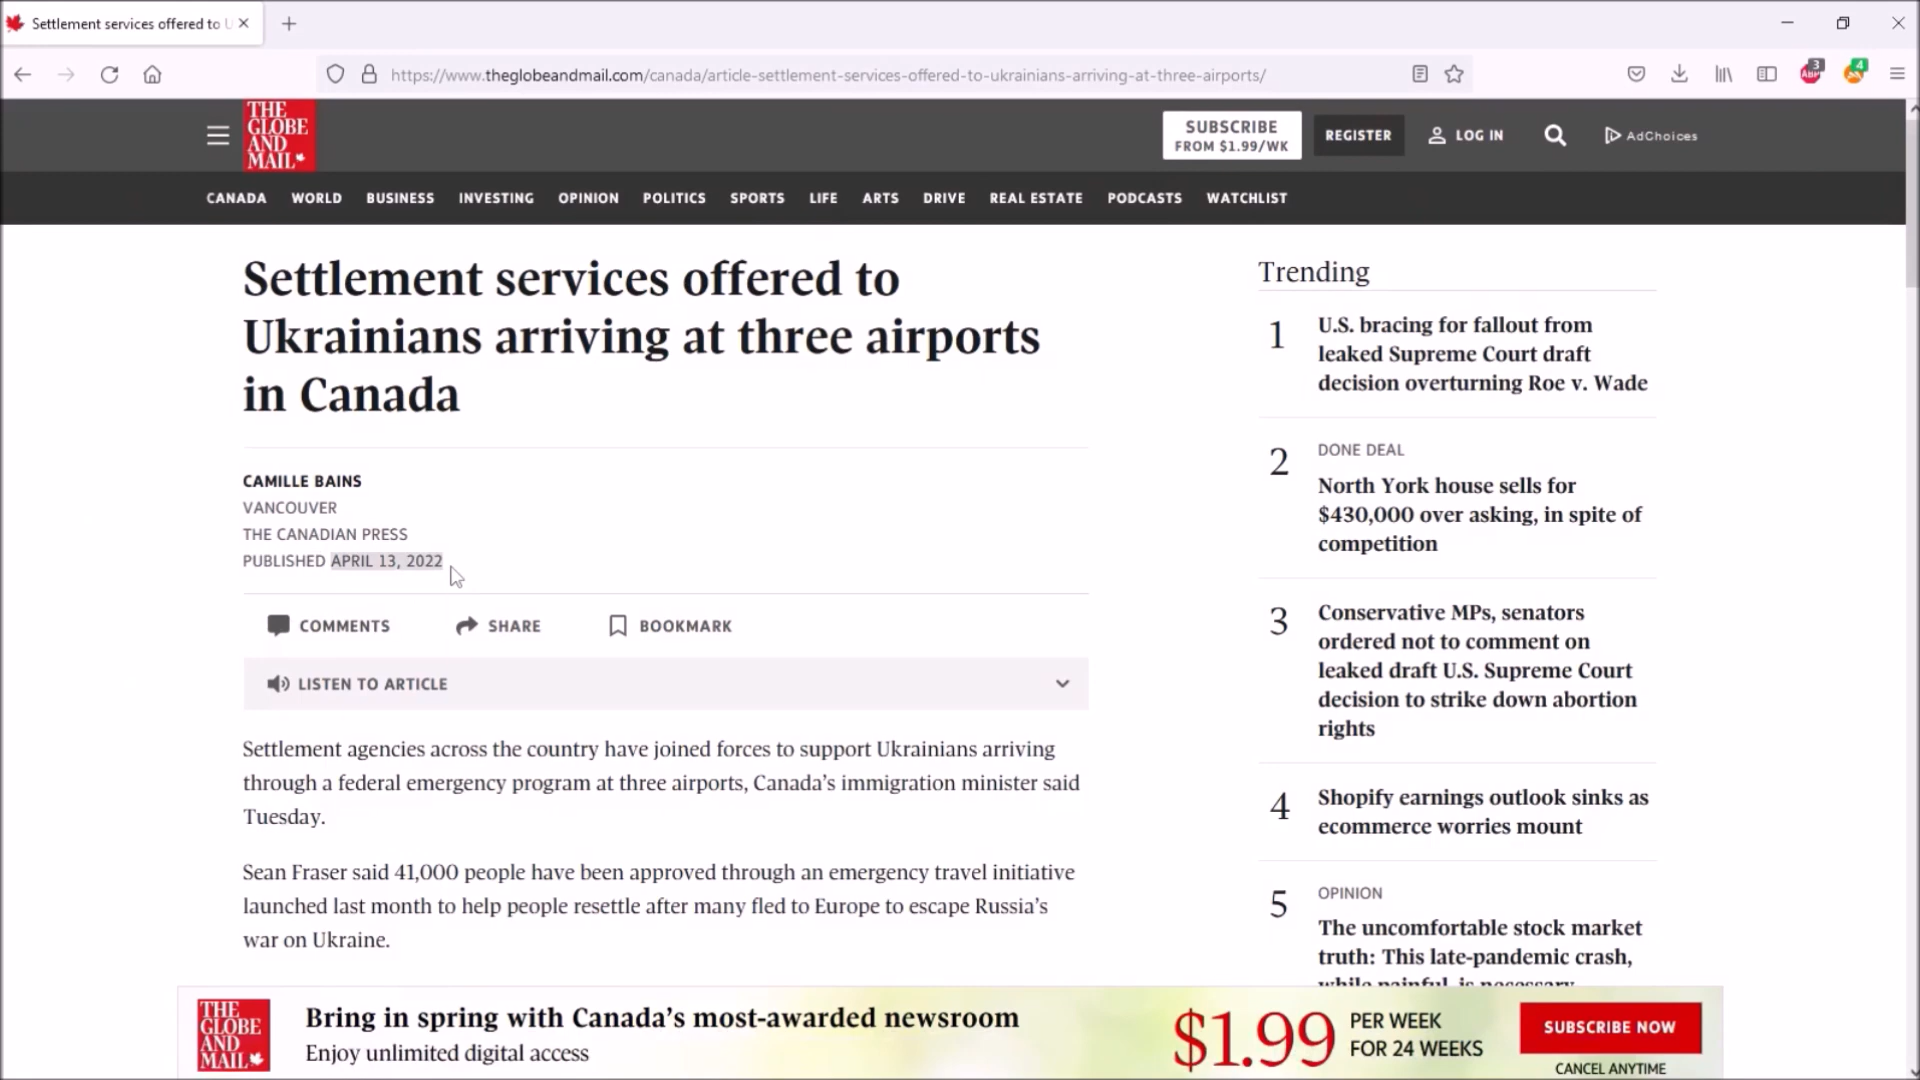 Settlement services offered to U
https://www.theglobeandmail.com/canada/article-settlement-services-offered-to-ukrainians-arriving-at-three-airports/
ABP
3
4
THE
GLOBE
AND
MAIL
SUBSCRIBE
FROM $1.99/WK
REGISTER
LOG IN
AdChoices
CANADA WORLD BUSINESS INVESTING OPINION POLITICS SPORTS LIFE ARTS DRIVE REAL ESTATE PODCASTS WATCHLIST
Settlement services offered to
Ukrainians arriving at three airports
in Canada
CAMILLE BAINS
VANCOUVER
THE CANADIAN PRESS
PUBLISHED APRIL 13, 2022
COMMENTS SHARE BOOKMARK
LISTEN TO ARTICLE
Settlement agencies across the country have joined forces to support Ukrainians arriving
through a federal emergency program at three airports, Canada’s immigration minister said
Tuesday.
Sean Fraser said 41,000 people have been approved through an emergency travel initiative
launched last month to help people resettle after many fled to Europe to escape Russia’s
war on Ukraine.
Trending
1
U.S. bracing for fallout from
leaked Supreme Court draft
decision overturning Roe v. Wade
2
DONE DEAL
North York house sells for
$430,000 over asking, in spite of
competition
3
Conservative MPs, senators
ordered not to comment on
leaked draft U.S. Supreme Court
decision to strike down abortion
rights
4
Shopify earnings outlook sinks as
ecommerce worries mount
5
OPINION
The uncomfortable stock market
truth: This late-pandemic crash,
while painful, is necessary
THE
GLOBE
AND
MAIL
Bring in spring with Canada’s most-awarded newsroom
Enjoy unlimited digital access
$1.99
PER WEEK
FOR 24 WEEKS
SUBSCRIBE NOW
CANCEL ANYTIME